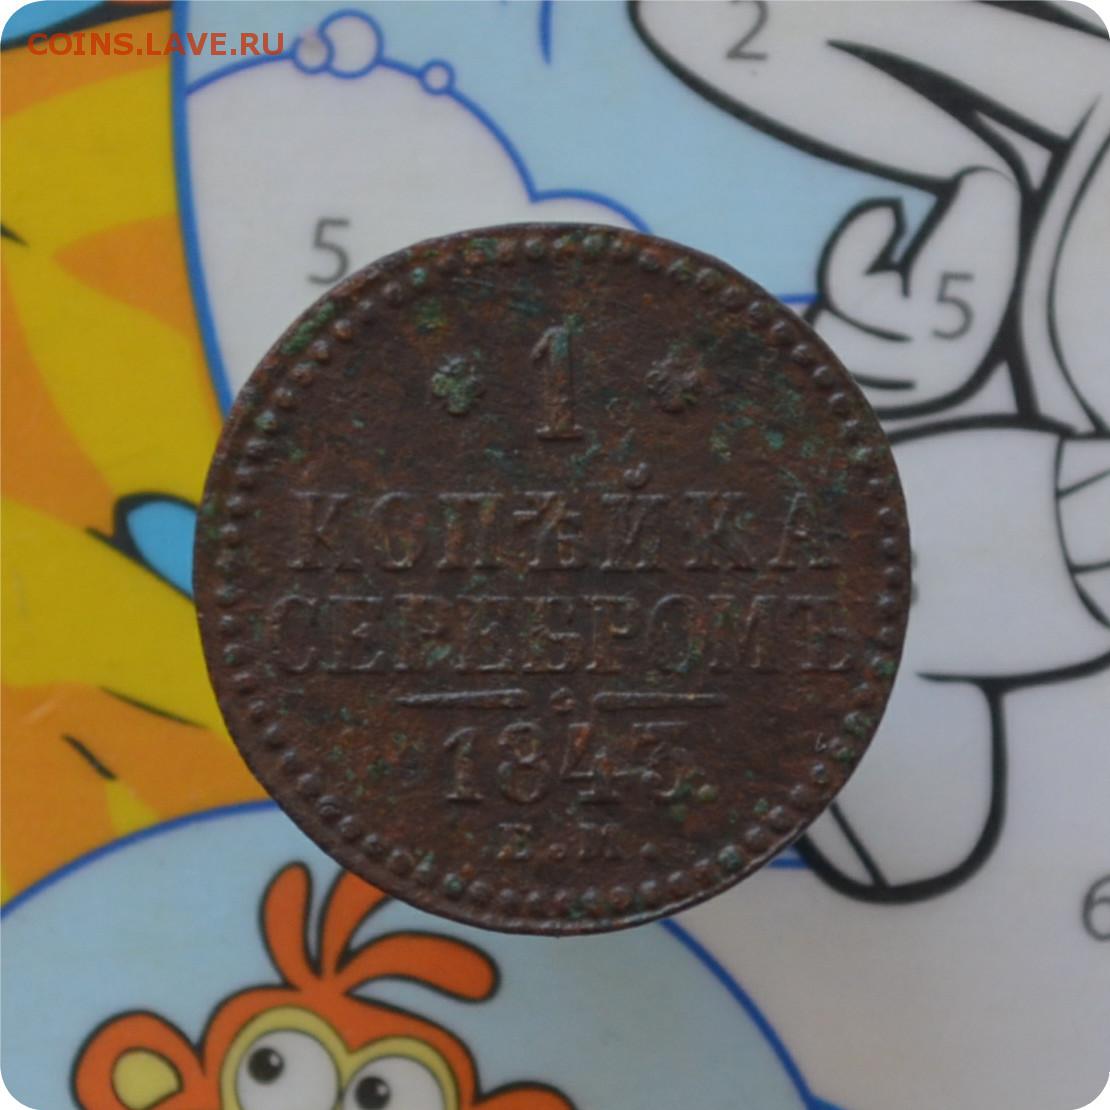 COINS.LAVE.RU
2
5
5
* 1 *
КОПѢЙКА
СЕРЕБРОМЪ
1843.
Е.М.
6